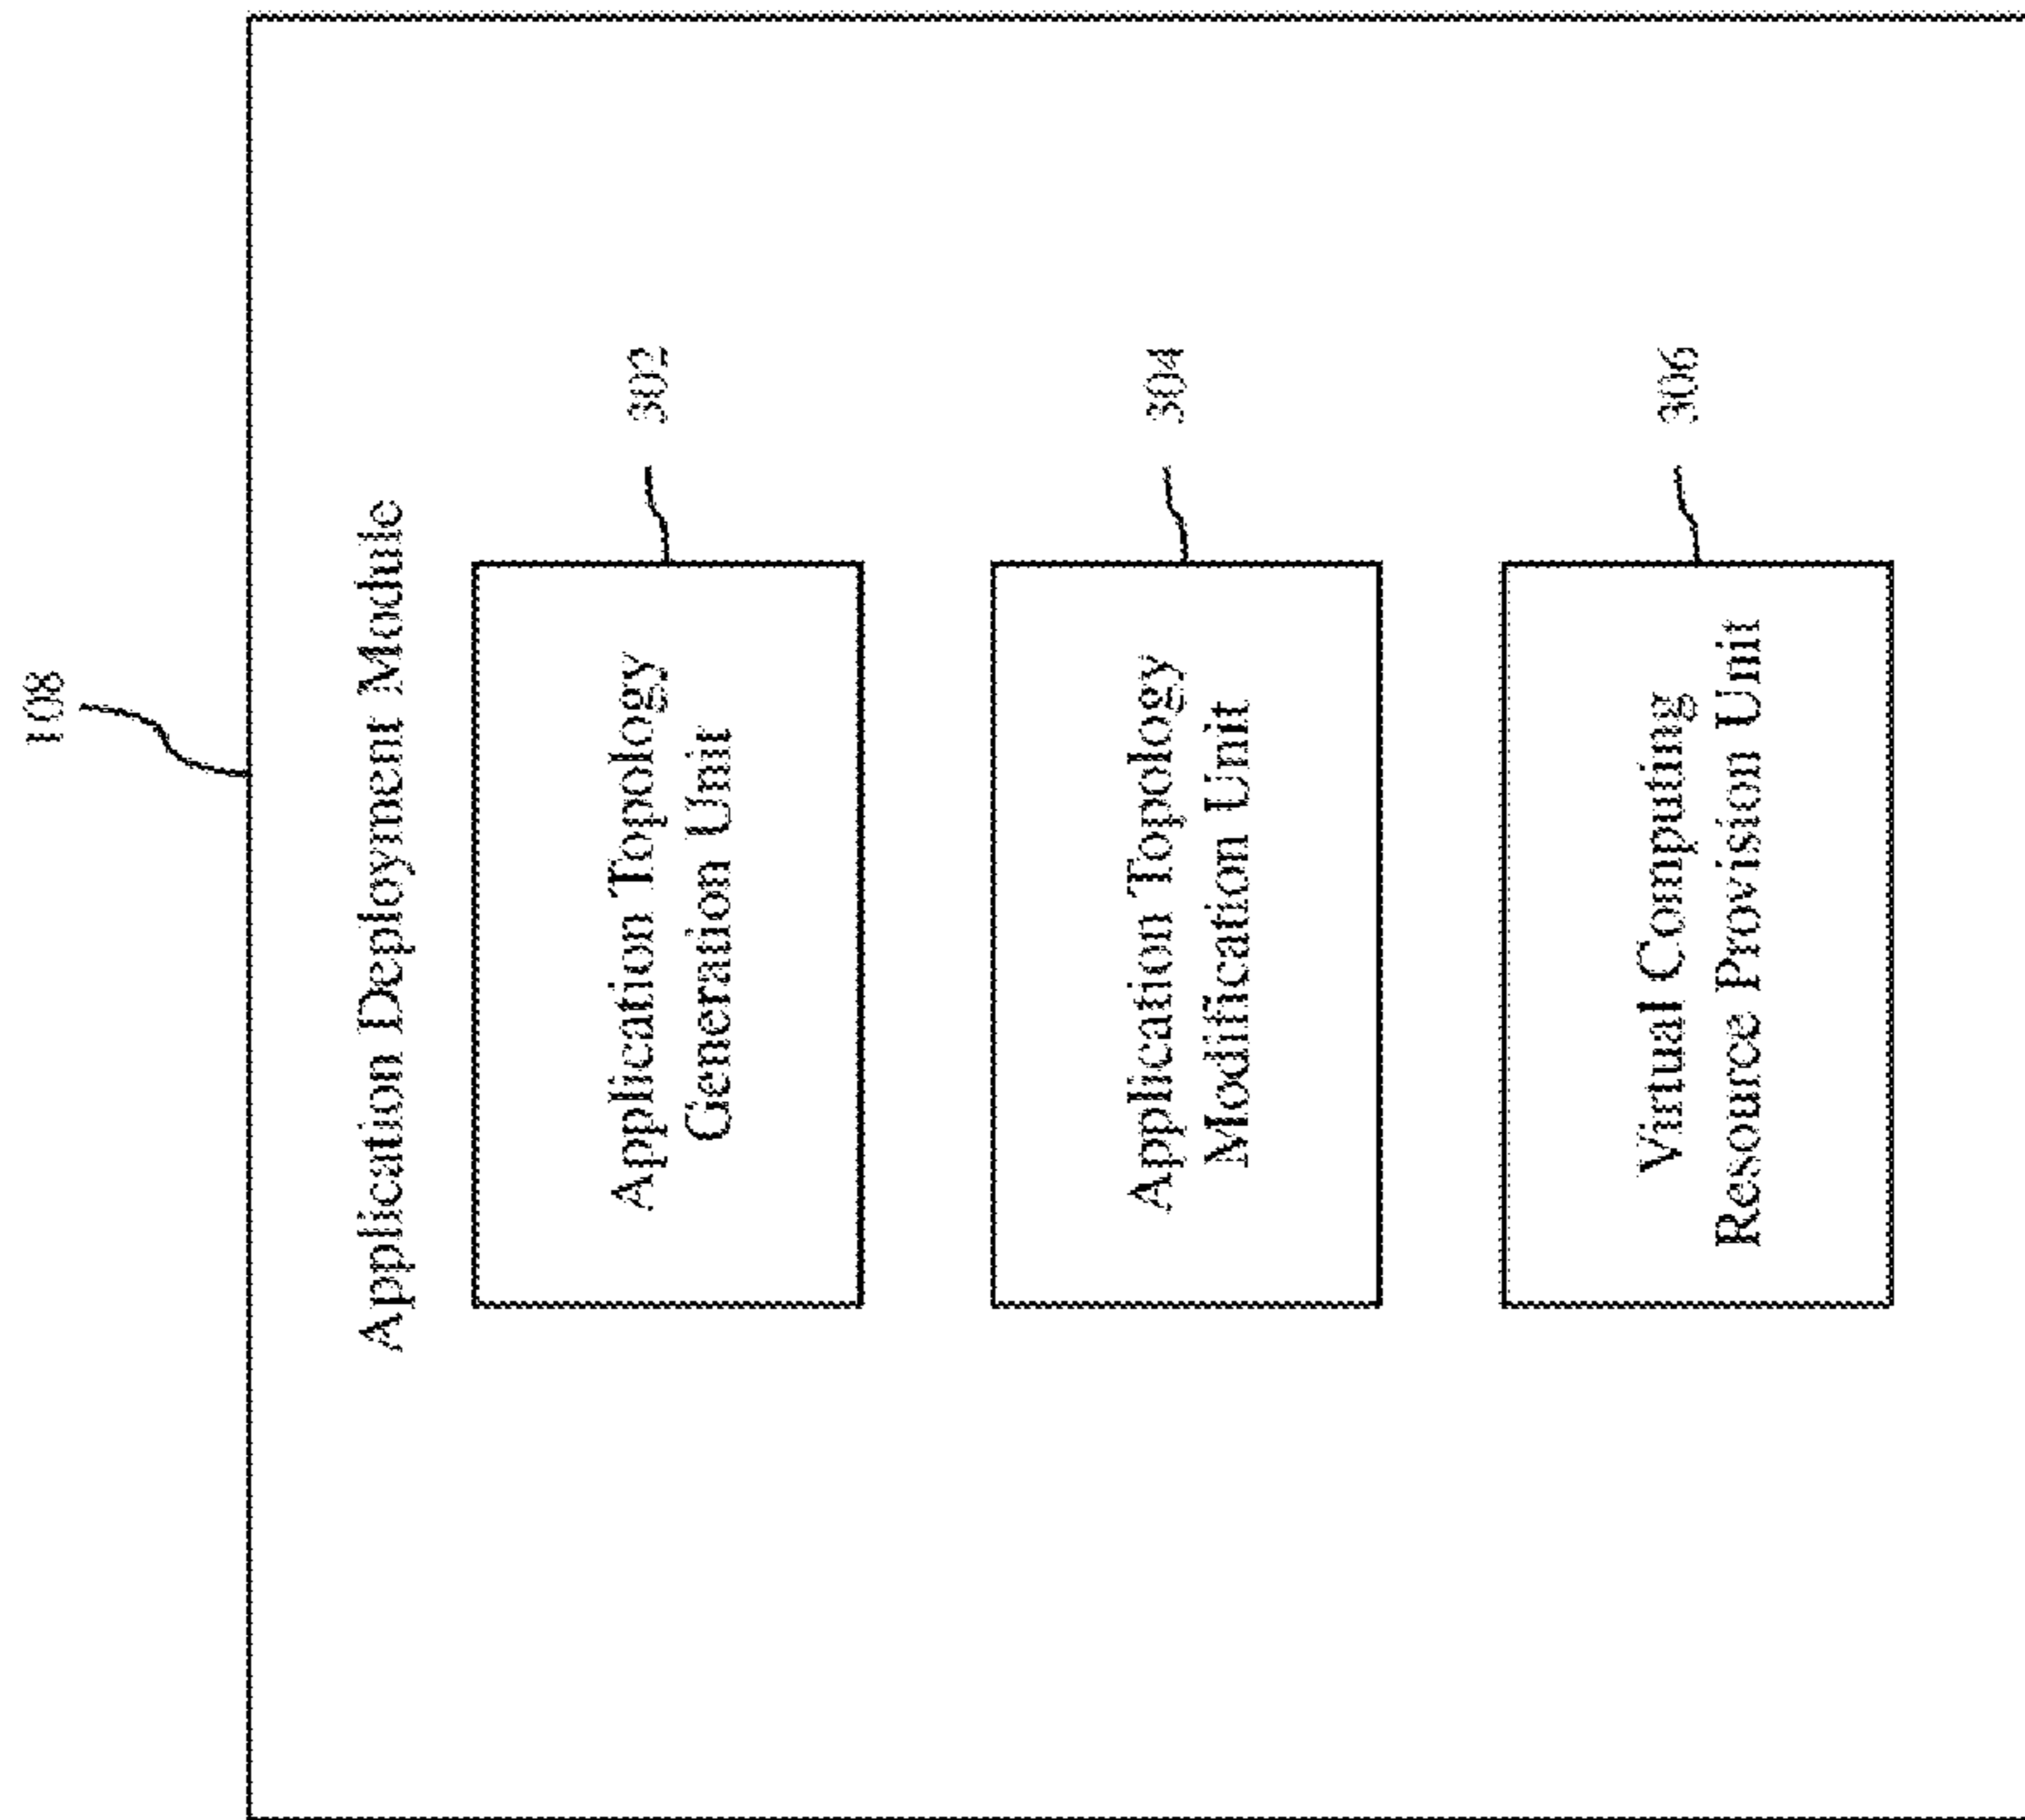 108
Application Deployment Module
302
Application Topology
Generation Unit
304
Application Topology
Modification Unit
306
Virtual Computing
Resource Provision Unit